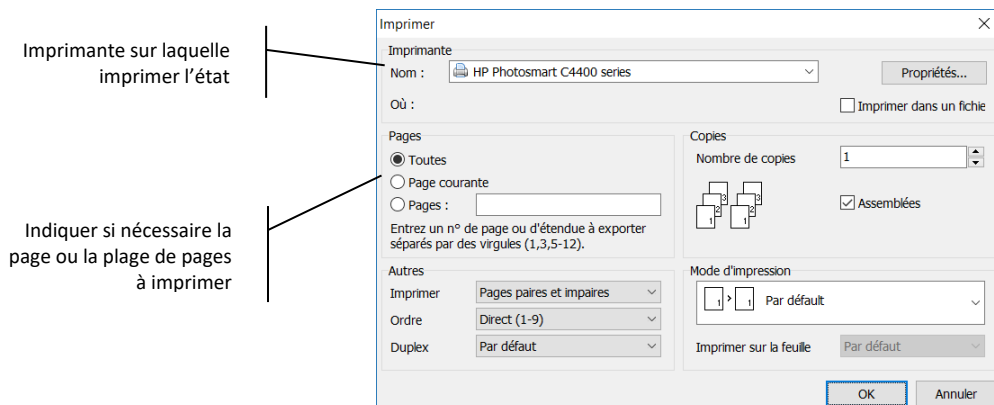 Imprimante sur laquelle
imprimer l'état
Indiquer si nécessaire la
page ou la plage de pages
à imprimer
Imprimer
Imprimante
Nom :
HP Photosmart C4400 series
Propriétés...
Où :
Imprimer dans un fichie
Pages
Toutes
Page courante
Pages :
Entrez un n° de page ou d'étendue à exporter
séparés par des virgules (1,3,5-12).
Copies
Nombre de copies
1
3 3
2 2
1 1
Assemblées
Autres
Imprimer
Pages paires et impaires
Ordre
Direct (1-9)
Duplex
Par défaut
Mode d'impression
1 > 1 Par défault
Imprimer sur la feuille
Par défaut
OK
Annuler